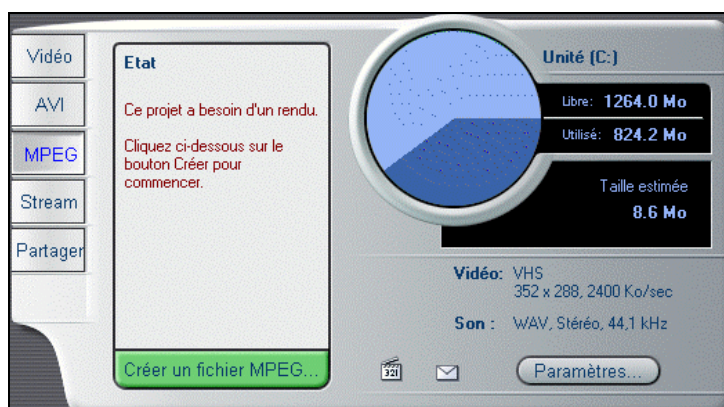 Vidéo
AVI
MPEG
Stream
Partager
Etat
Ce projet a besoin d'un rendu.
Cliquez ci-dessous sur le
bouton Créer pour
commencer.
Créer un fichier MPEG...
Unité (C:)
Libre: 1264.0 Mo
Utilisé: 824.2 Mo
Taille estimée
8.6 Mo
Vidéo: VHS
352 x 288, 2400 Ko/sec
Son : WAV, Stéréo, 44,1 kHz
321
Paramètres...